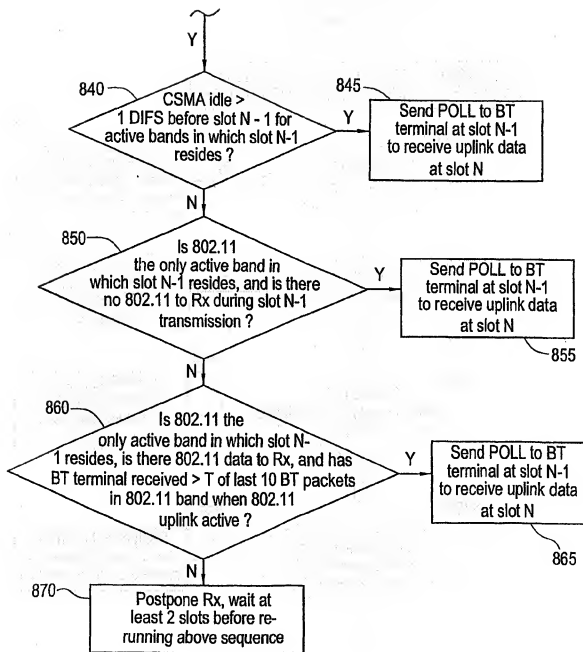 Y
840
CSMA idle >
1 DIFS before slot N - 1 for
active bands in which slot N-1
resides ?
Y
845
Send POLL to BT
terminal at slot N-1
to receive uplink data
at slot N
N
850
Is 802.11
the only active band in
which slot N-1 resides, and is there
no 802.11 to Rx during slot N-1
transmission ?
Y
Send POLL to BT
terminal at slot N-1
to receive uplink data
at slot N
855
N
860
Is 802.11 the
only active band in which slot N-
1 resides, is there 802.11 data to Rx, and has
BT terminal received > T of last 10 BT packets
in 802.11 band when 802.11
uplink active ?
Y
Send POLL to BT
terminal at slot N-1
to receive uplink data
at slot N
865
N
870
Postpone Rx, wait at
least 2 slots before re-
running above sequence